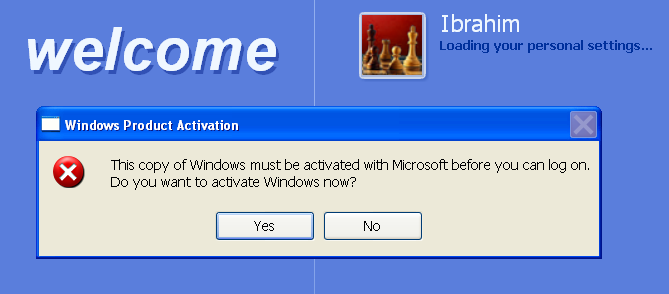 welcome
Ibrahim
Loading your personal settings...
Windows Product Activation
This copy of Windows must be activated with Microsoft before you can log on.
Do you want to activate Windows now?
Yes
No